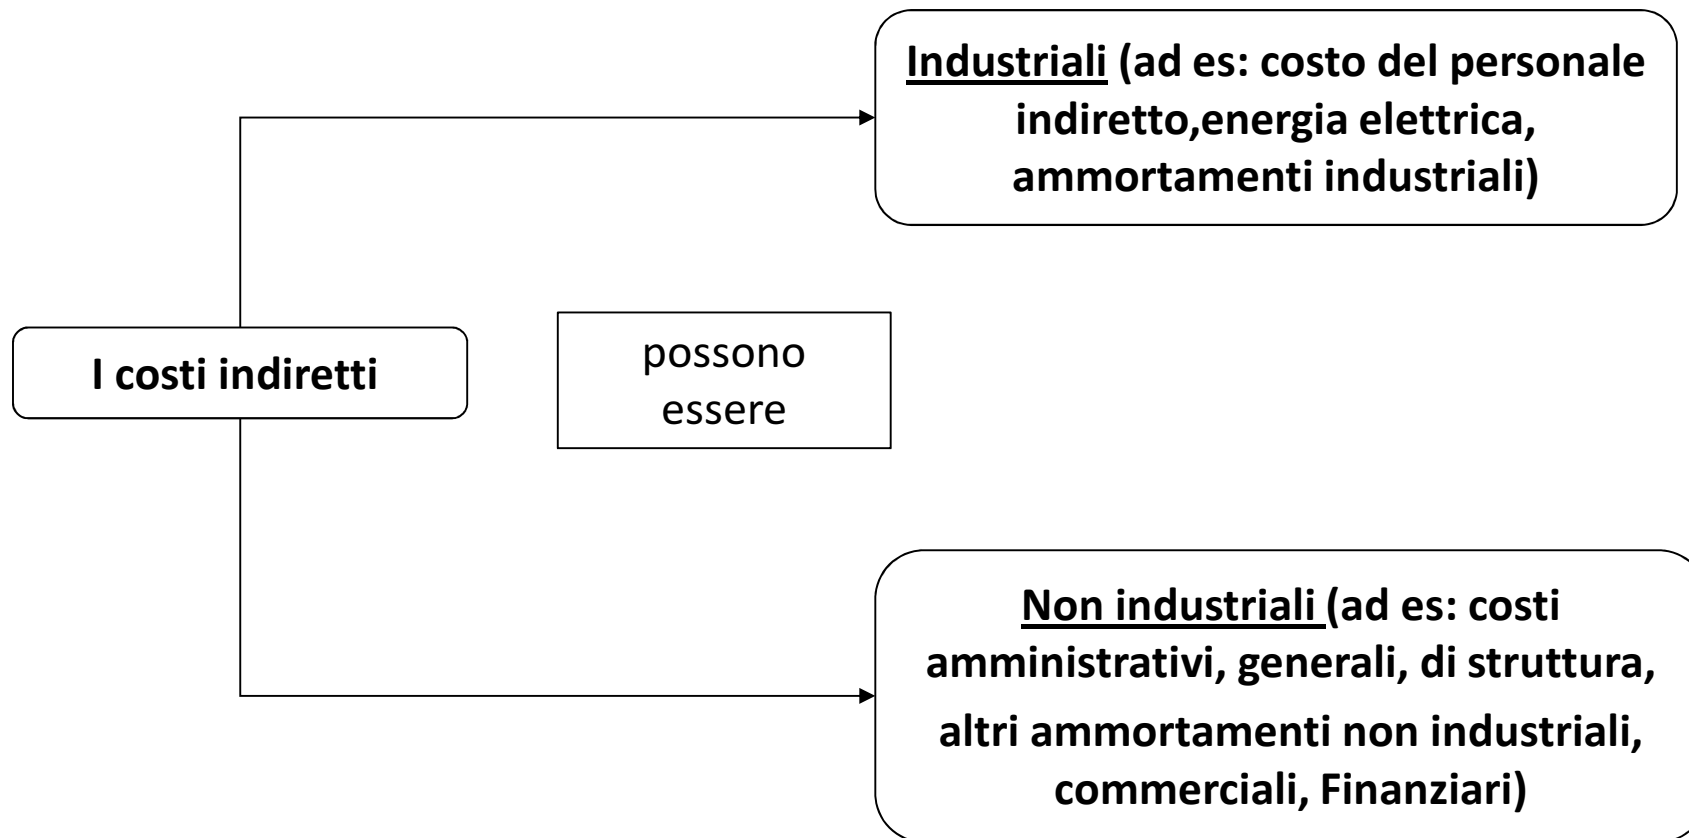 Industriali (ad es: costo del personale
indiretto,energia elettrica,
ammortamenti industriali)
I costi indiretti
possono
essere
Non industriali (ad es: costi
amministrativi, generali, di struttura,
altri ammortamenti non industriali,
commerciali, Finanziari)